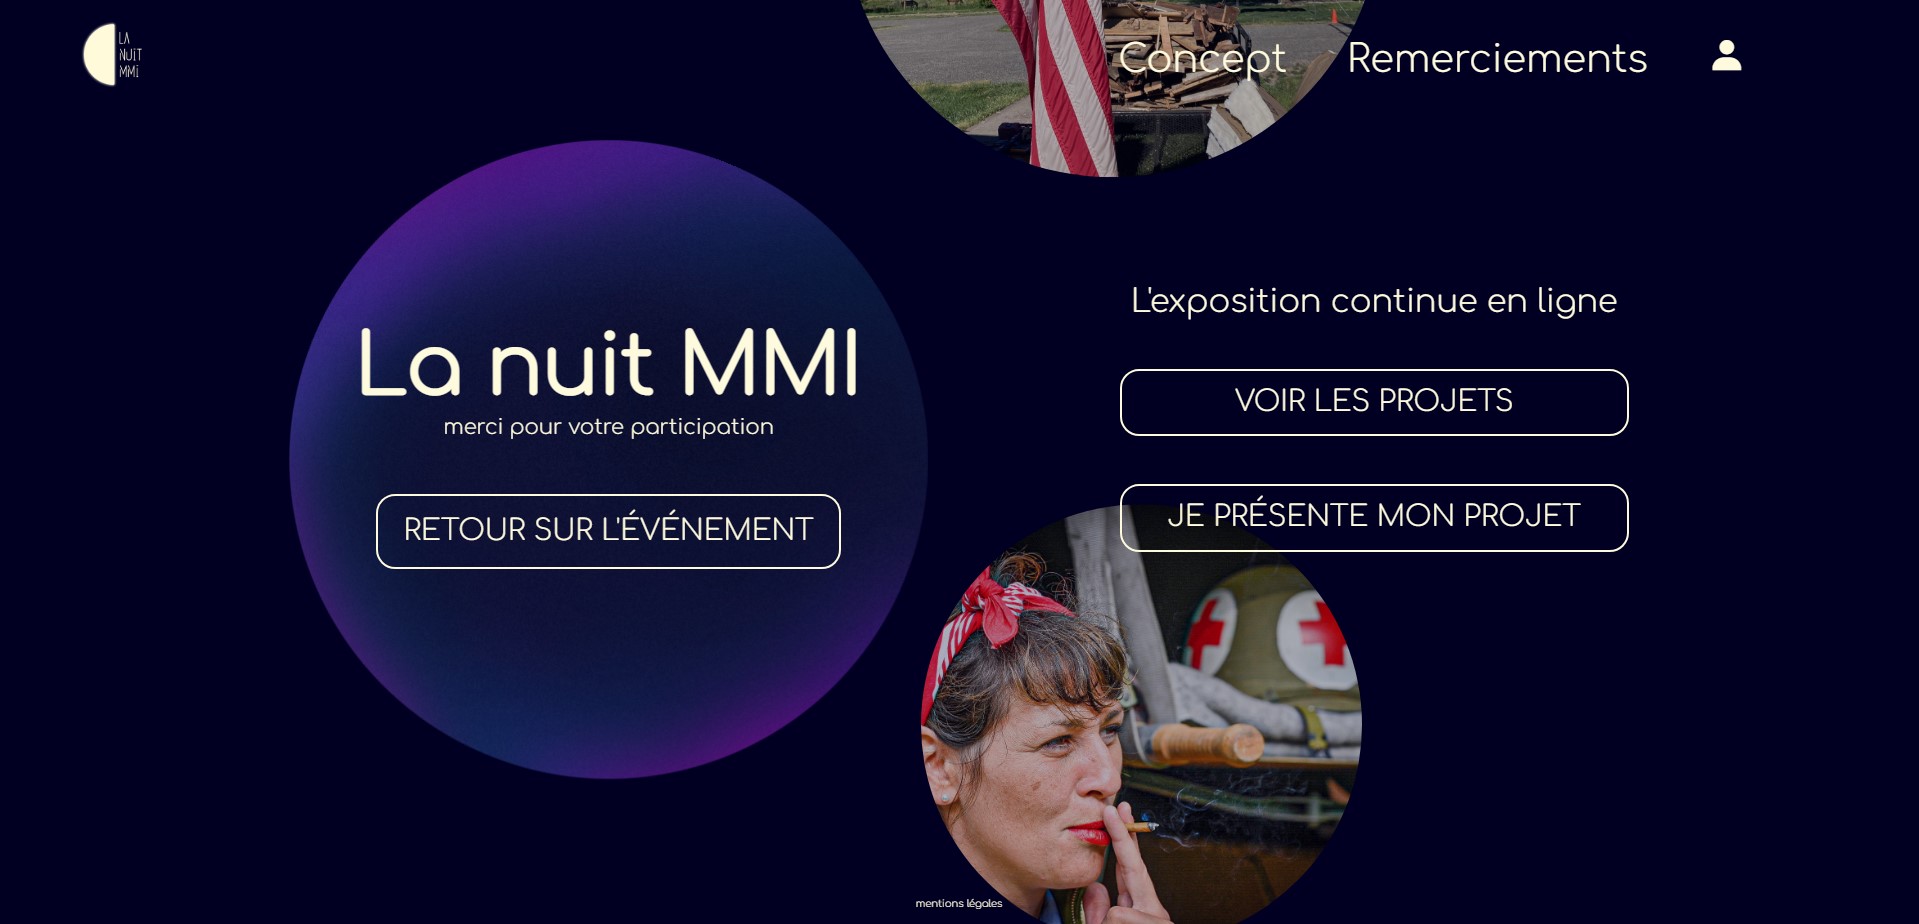 LA
NUIT
MMI
Concept
Remerciements
La nuit MMI
merci pour votre participation
RETOUR SUR L'ÉVÉNEMENT
L'exposition continue en ligne
VOIR LES PROJETS
JE PRÉSENTE MON PROJET
mentions légales